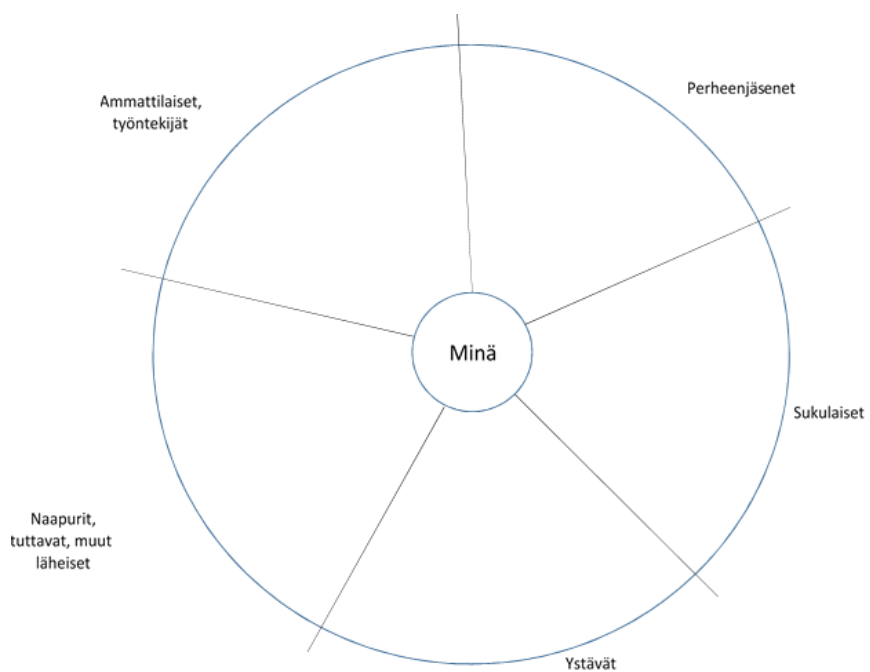 Perheenjäsenet
Ammattilaiset,
työntekijät
Minä
Sukulaiset
Naapurit,
tuttavat, muut
läheiset
Ystävät